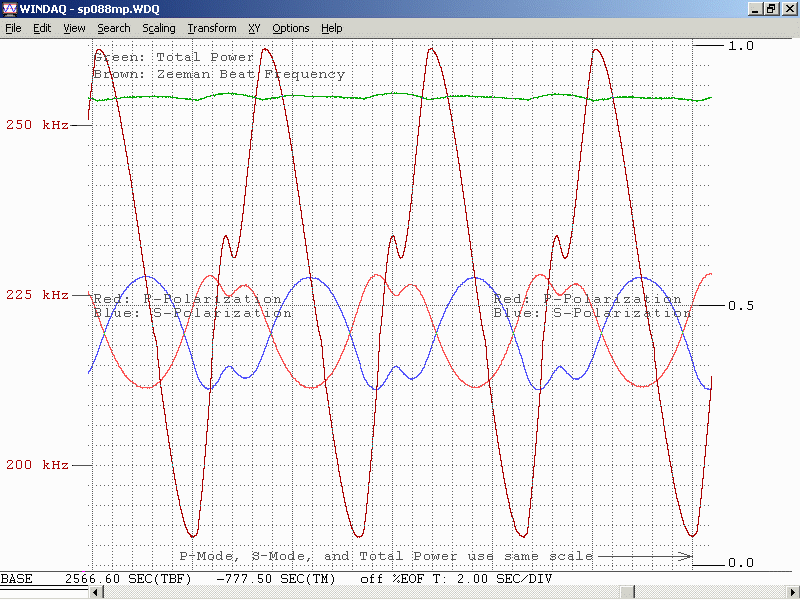 WINDAQ - sp088mp.WDQ
File Edit View Search Scaling Transform XY Options Help
Green: Total Power
1.0
Brown: Zeeman Beat Frequency
250 kHz
225 kHz
Red: P-Polarization
Red: P-Polarization
0.5
Blue: S-Polarization
Blue: S-Polarization
200 kHz
P-Mode, S-Mode, and Total Power use same scale
0.0
BASE 2566.60 SEC(TBF) -777.50 SEC(TM) off %EOF T: 2.00 SEC/DIV